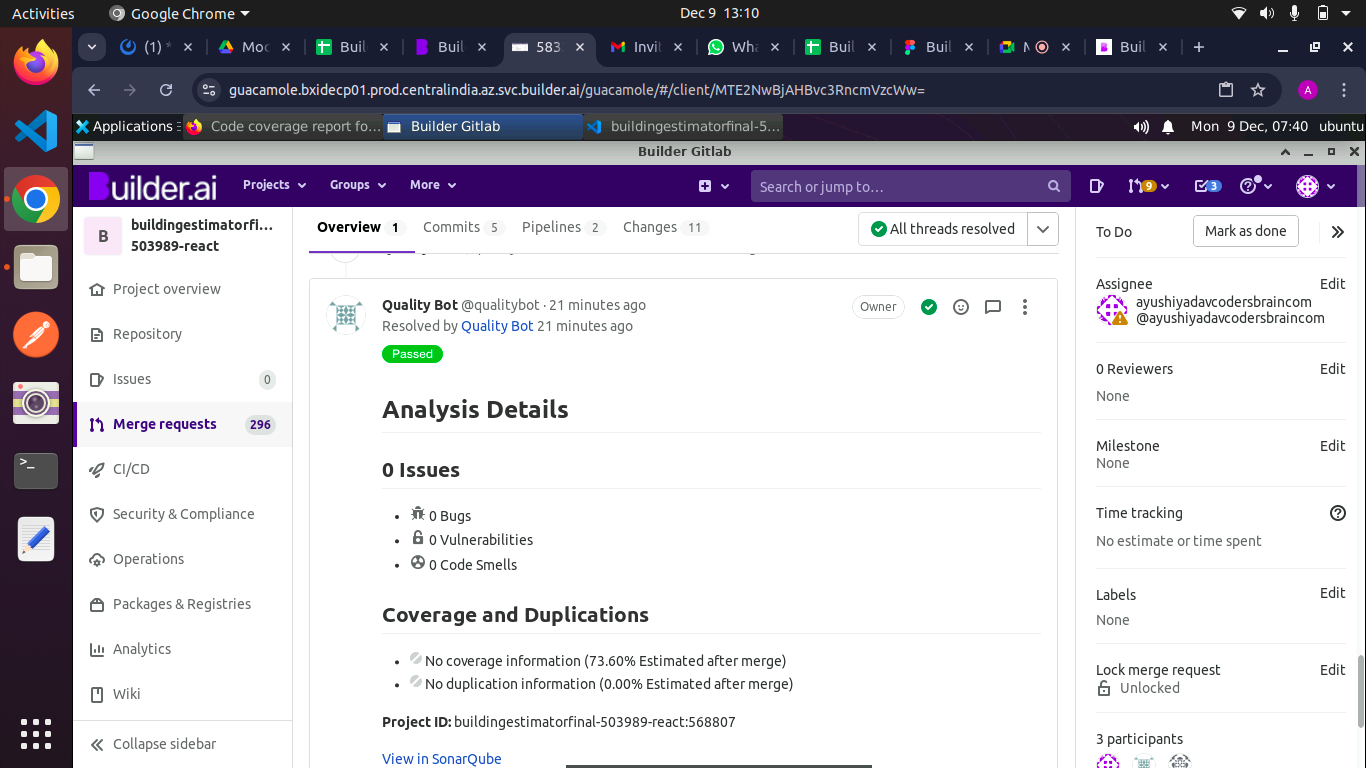 Activities Google Chrome Dec 9 13:10
(1) Moc Buil Buil 583 Invit Wha Buil Buil M Buil
guacamole.bxidecp01.prod.centralindia.az.svc.builder.ai/guacamole/#/client/MTE2NwBjAHBvc3RncmVzcWw= A
Applications Code coverage report fo... Builder Gitlab buildingestimatorfinal-5... Mon 9 Dec, 07:40 ubuntu
Builder Gitlab
Builder.ai Projects Groups More Search or jump to... 9 3
B buildingestimatorfi... 503989-react
Project overview
Repository
Issues 0
Merge requests 296
CI/CD
Security & Compliance
Operations
Packages & Registries
Analytics
Wiki
Collapse sidebar
Overview 1 Commits 5 Pipelines 2 Changes 11 All threads resolved
Quality Bot @qualitybot · 21 minutes ago Owner
Resolved by Quality Bot 21 minutes ago
Passed
Analysis Details
0 Issues
0 Bugs
0 Vulnerabilities
0 Code Smells
Coverage and Duplications
No coverage information (73.60% Estimated after merge)
No duplication information (0.00% Estimated after merge)
Project ID: buildingestimatorfinal-503989-react:568807
View in SonarQube
To Do Mark as done
Assignee Edit
ayushiyadavcodersbraincom
@ayushiyadavcodersbraincom
0 Reviewers Edit
None
Milestone Edit
None
Time tracking
No estimate or time spent
Labels Edit
None
Lock merge request Edit
Unlocked
3 participants